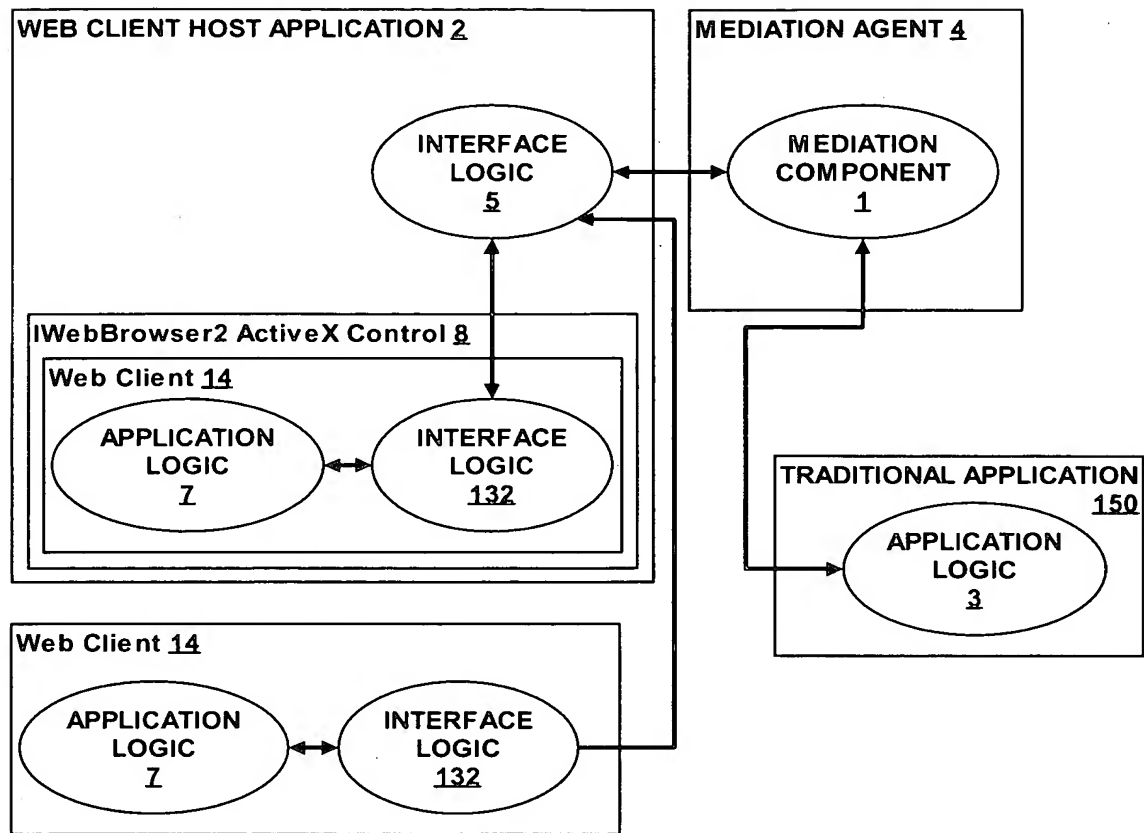 WEB CLIENT HOST APPLICATION 2
MEDIATION AGENT 4
INTERFACE
LOGIC
5
MEDIATION
COMPONENT
1
IWebBrowser2 ActiveX Control 8
Web Client 14
APPLICATION
LOGIC
7
INTERFACE
LOGIC
132
TRADITIONAL APPLICATION
150
APPLICATION
LOGIC
3
Web Client 14
APPLICATION
LOGIC
7
INTERFACE
LOGIC
132